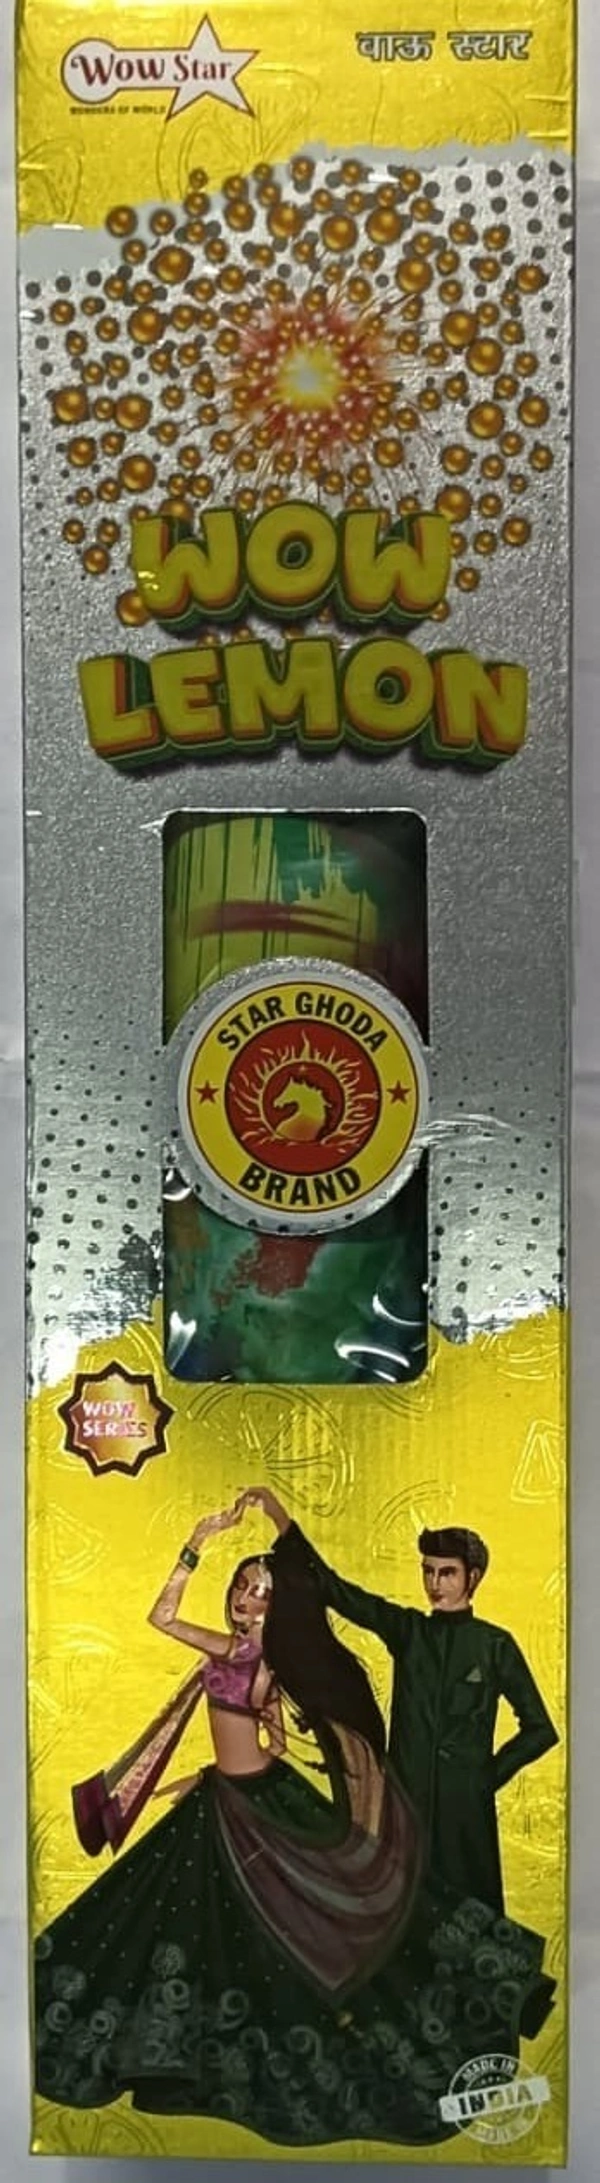 Wow Star
WONDERS OF WORLD
वाऊ स्टार
WOW
LEMON
STAR GHODA
BRAND
WOW
SERIES
MADE IN
INDIA